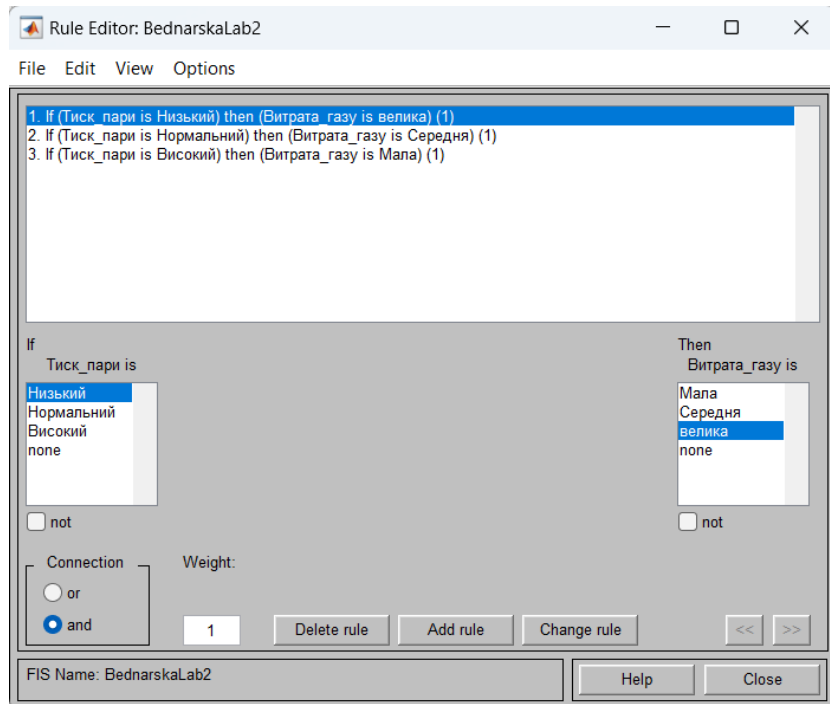 Rule Editor: BednarskaLab2
File Edit View Options
1. If (Тиск_пари is Низький) then (Витрата_газу is велика) (1)
2. If (Тиск_пари is Нормальний) then (Витрата_газу is Середня) (1)
3. If (Тиск_пари is Високий) then (Витрата_газу is Мала) (1)
If
Тиск_пари is
Низький
Нормальний
Високий
none
not
Then
Витрата_газу is
Мала
Середня
велика
none
not
Connection
or
and
Weight:
1
Delete rule Add rule Change rule << >>
FIS Name: BednarskaLab2
Help Close